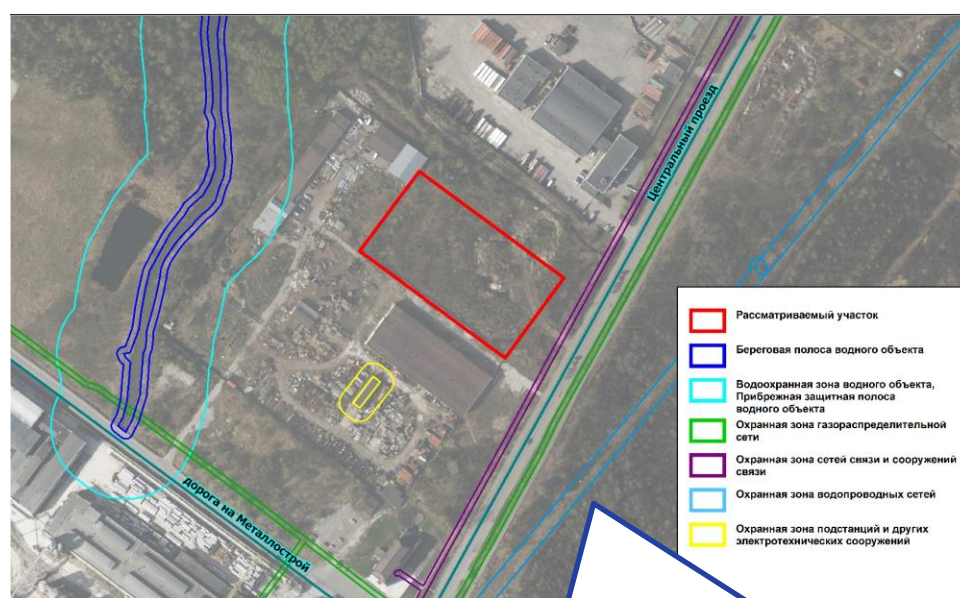 Центральный проезд
дорога на Металлострой
Рассматриваемый участок
Береговая полоса водного объекта
Водоохранная зона водного объекта,
Прибрежная защитная полоса
водного объекта
Охранная зона газораспределительной
сети
Охранная зона сетей связи и сооружений
связи
Охранная зона водопроводных сетей
Охранная зона подстанций и других
электротехнических сооружений